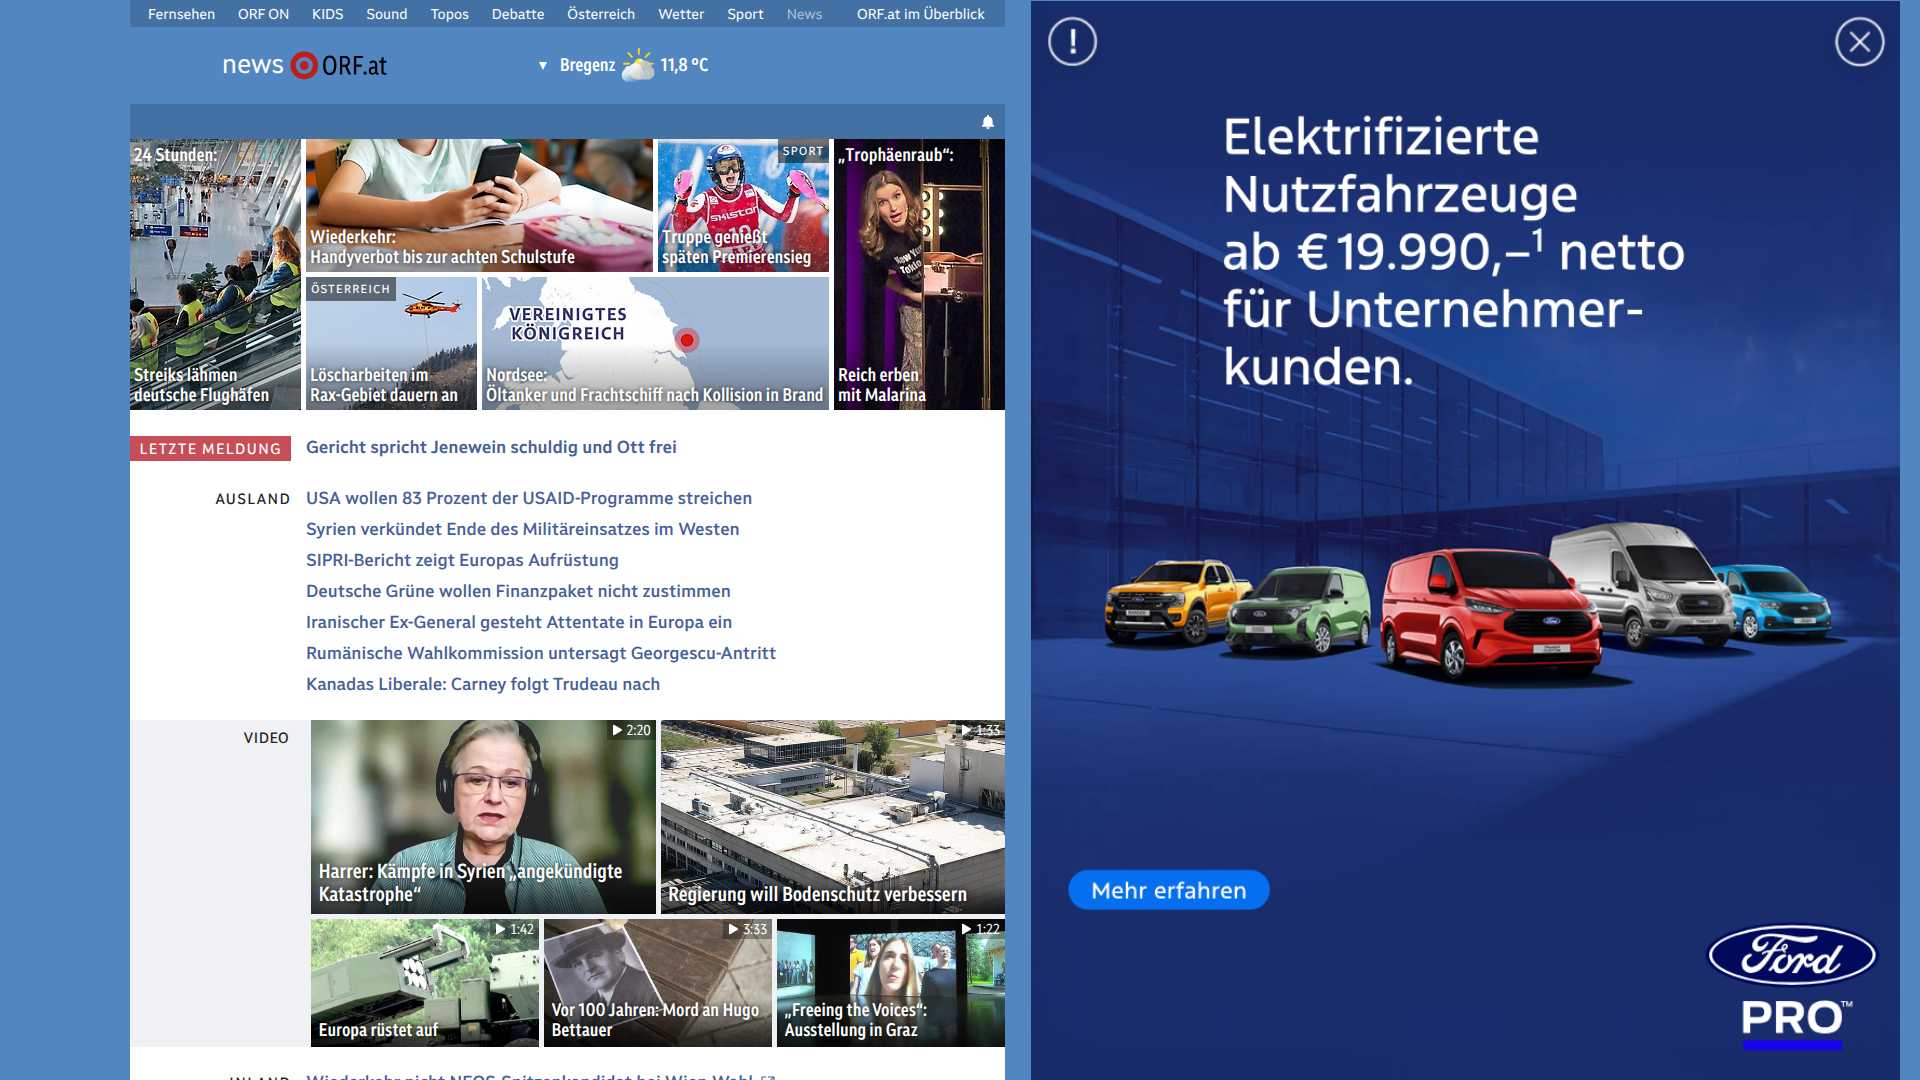 Fernsehen ORF ON KIDS Sound Topos Debatte Österreich Wetter Sport News ORF.at im Überblick
news ORF.at
▼ Bregenz 11,8 °C
24 Stunden:
Streiks lähmen
deutsche Flughäfen
Wiederkehr:
Handyverbot bis zur achten Schulstufe
SPORT
Truppe genießt
späten Premierensieg
„Trophäenraub“:
Reich erben
mit Malarina
ÖSTERREICH
Löscharbeiten im
Rax-Gebiet dauern an
VEREINIGTES
KÖNIGREICH
Nordsee:
Öltanker und Frachtschiff nach Kollision in Brand
LETZTE MELDUNG
Gericht spricht Jenewein schuldig und Ott frei
AUSLAND
USA wollen 83 Prozent der USAID-Programme streichen
Syrien verkündet Ende des Militäreinsatzes im Westen
SIPRI-Bericht zeigt Europas Aufrüstung
Deutsche Grüne wollen Finanzpaket nicht zustimmen
Iranischer Ex-General gesteht Attentate in Europa ein
Rumänische Wahlkommission untersagt Georgescu-Antritt
Kanadas Liberale: Carney folgt Trudeau nach
VIDEO
2:20
Harrer: Kämpfe in Syrien „angekündigte
Katastrophe“
1:33
Regierung will Bodenschutz verbessern
1:42
Europa rüstet auf
3:33
Vor 100 Jahren: Mord an Hugo
Bettauer
1:22
„Freeing the Voices“:
Ausstellung in Graz
INLAND
Wiederkehr nicht NEOS-Spitzenkandidat bei Wien-Wahl
Elektrifizierte
Nutzfahrzeuge
ab € 19.990,–¹ netto
für Unternehmer-
kunden.
Mehr erfahren
Ford
PRO™